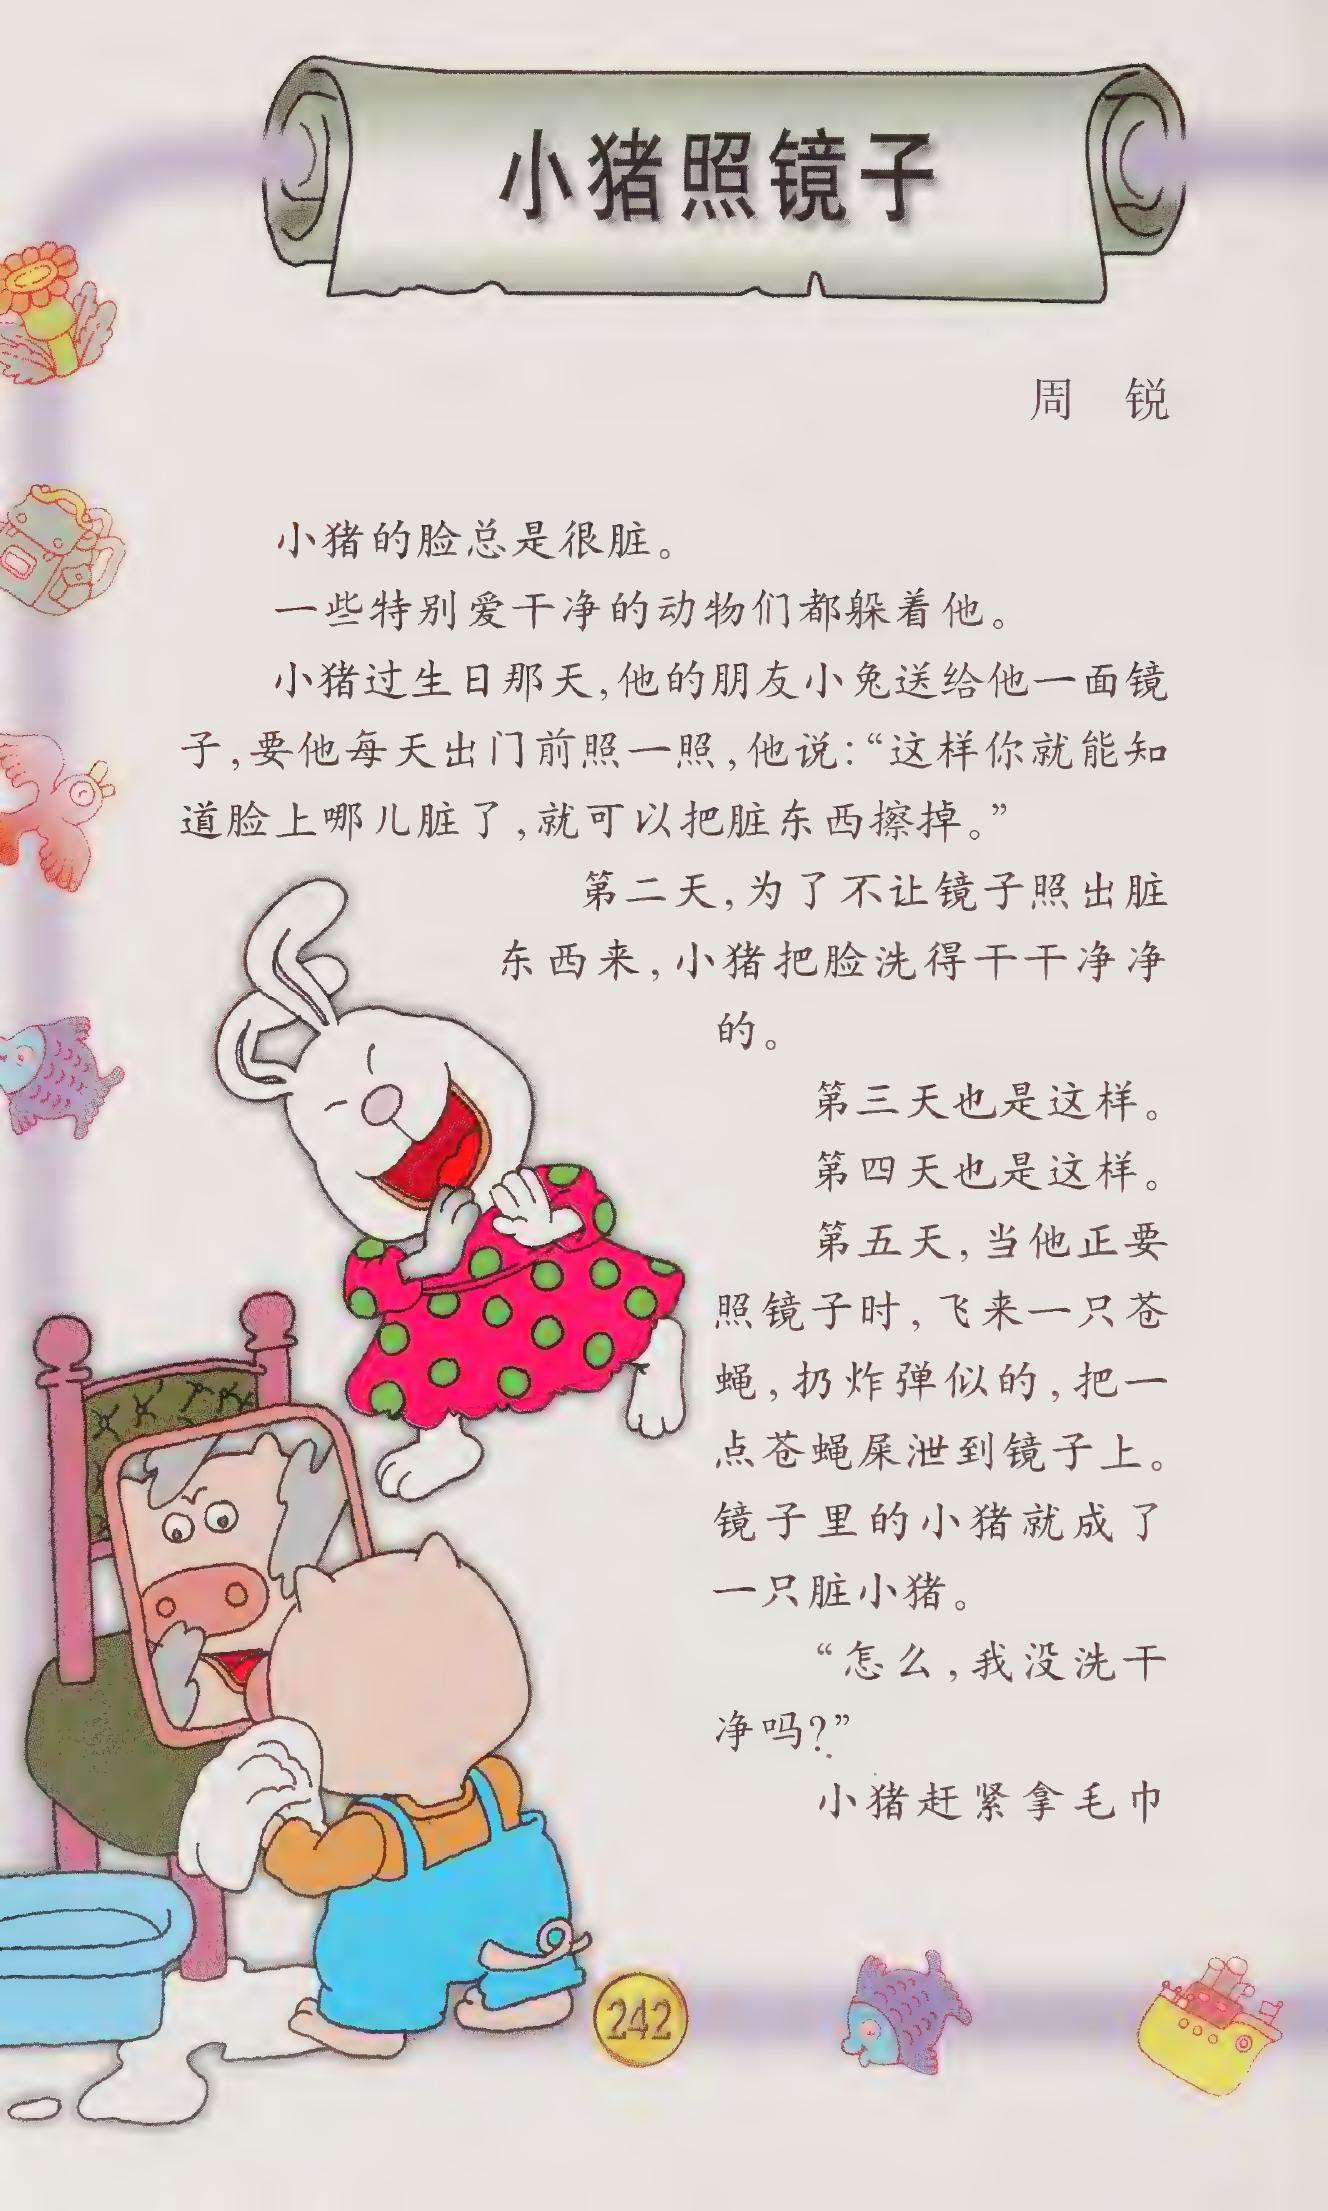 小猪照镜子
周 锐
小猪的脸总是很脏。
一些特别爱干净的动物们都躲着他。
小猪过生日那天,他的朋友小兔送给他一面镜
子,要他每天出门前照一照,他说:“这样你就能知
道脸上哪儿脏了,就可以把脏东西擦掉。”
第二天,为了不让镜子照出脏
东西来,小猪把脸洗得干干净净
的。
第三天也是这样。
第四天也是这样。
第五天,当他正要
照镜子时,飞来一只苍
蝇,扔炸弹似的,把一
点苍蝇屎泄到镜子上。
镜子里的小猪就成了
一只脏小猪。
“怎么,我没洗干
净吗?”
小猪赶紧拿毛巾
242